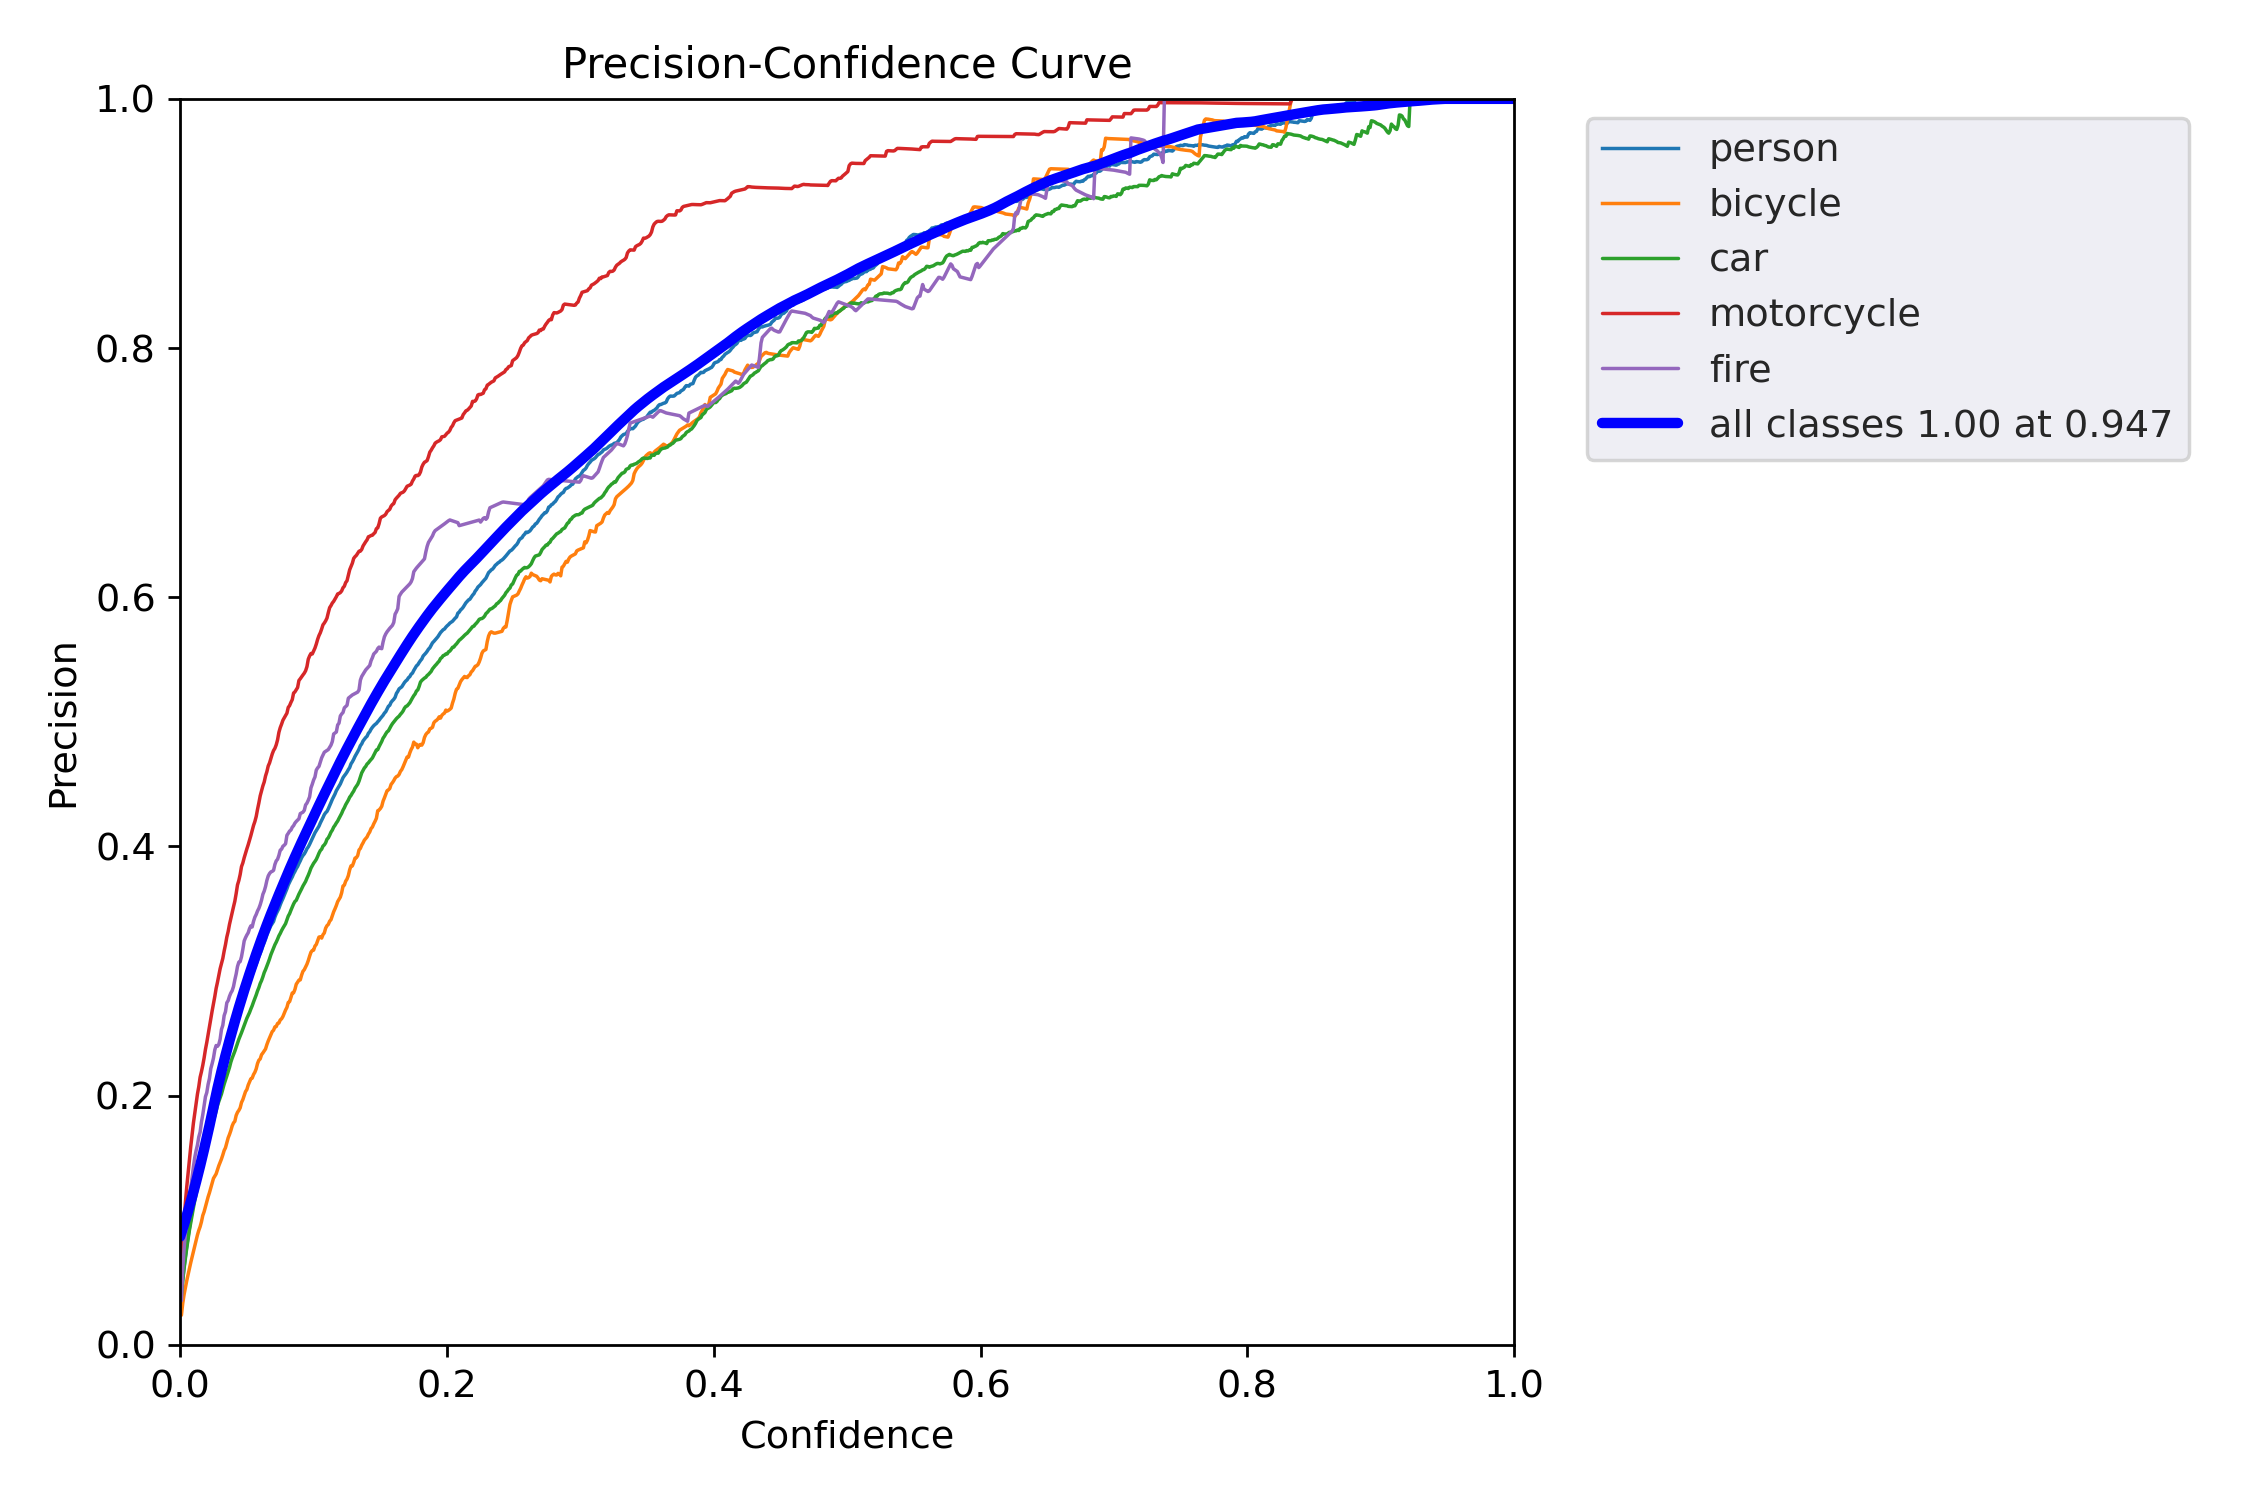 Precision-Confidence Curve
1.0
0.8
0.6
0.4
0.2
0.0
Precision
0.0 0.2 0.4 0.6 0.8 1.0
Confidence
person
bicycle
car
motorcycle
fire
all classes 1.00 at 0.947